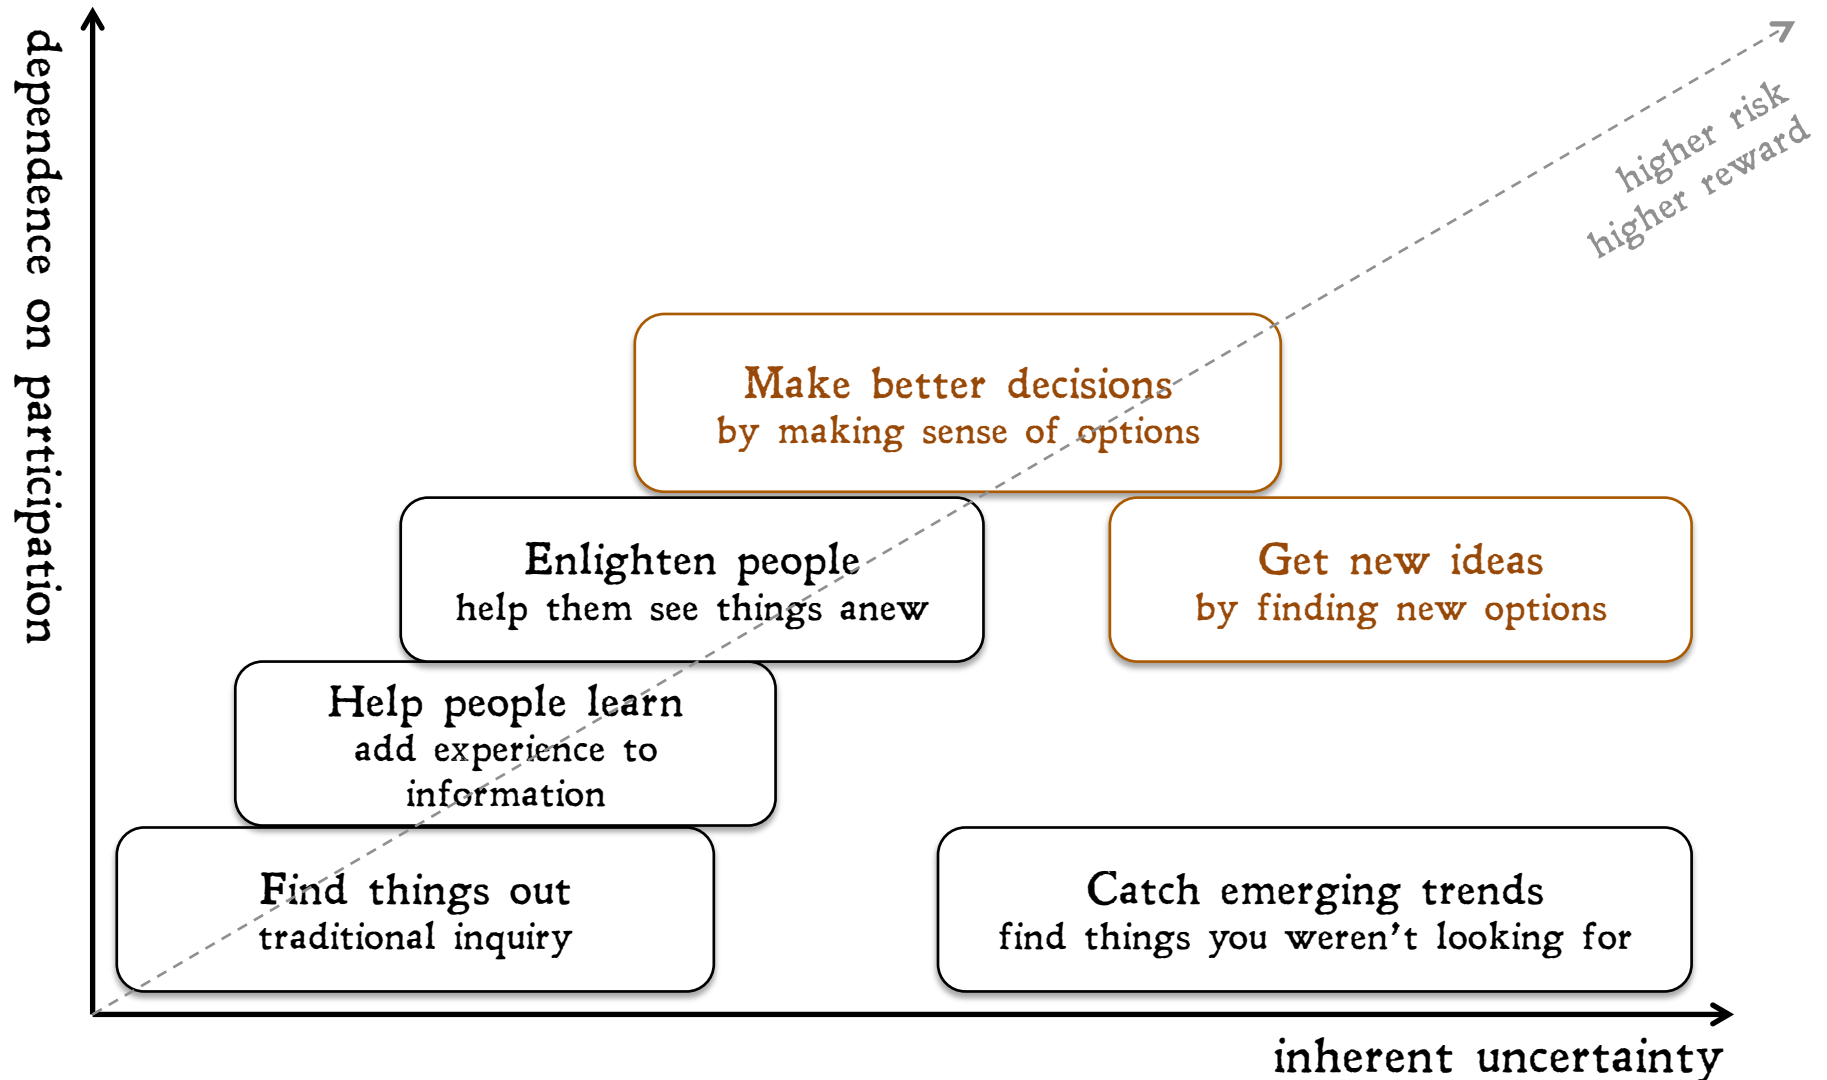 dependence on participation
higher risk
higher reward
Make better decisions
by making sense of options
Enlighten people
help them see things anew
Get new ideas
by finding new options
Help people learn
add experience to
information
Find things out
traditional inquiry
Catch emerging trends
find things you weren't looking for
inherent uncertainty